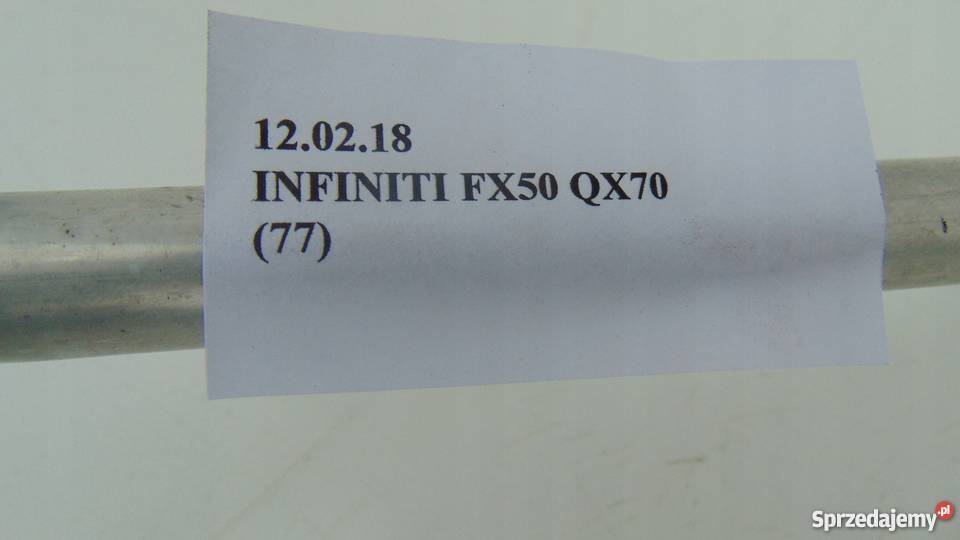 12.02.18
INFINITI FX50 QX70
(77)
Sprzedajemy.pl